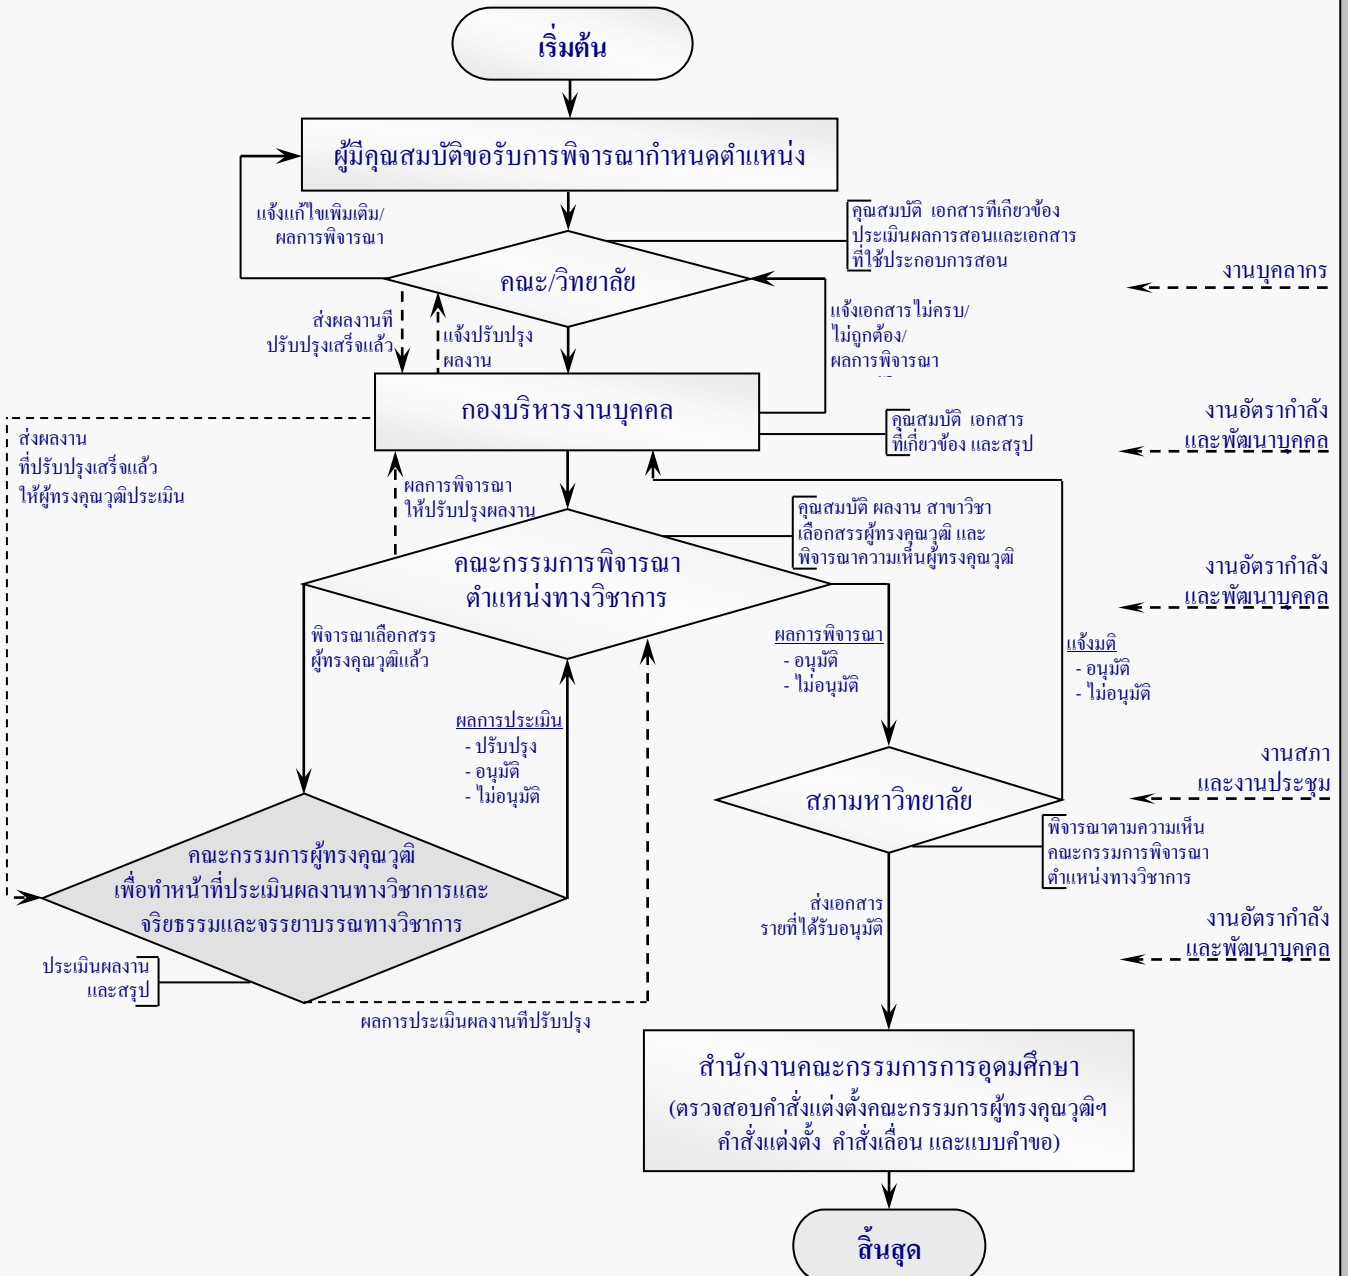 เริ่มต้น
ผู้มีคุณสมบัติขอรับการพิจารณากำหนดตำแหน่ง
แจ้งแก้ไขเพิ่มเติม/
ผลการพิจารณา
คุณสมบัติ เอกสารที่เกี่ยวข้อง
ประเมินผลการสอนและเอกสาร
ที่ใช้ประกอบการสอน
คณะ/วิทยาลัย
งานบุคลากร
ส่งผลงานที่
ปรับปรุงเสร็จแล้ว
แจ้งปรับปรุง
ผลงาน
แจ้งเอกสารไม่ครบ/
ไม่ถูกต้อง/
ผลการพิจารณา
กองบริหารงานบุคคล
คุณสมบัติ เอกสาร
ที่เกี่ยวข้อง และสรุป
งานอัตรากำลัง
และพัฒนาบุคคล
ส่งผลงาน
ที่ปรับปรุงเสร็จแล้ว
ให้ผู้ทรงคุณวุฒิประเมิน
ผลการพิจารณา
ให้ปรับปรุงผลงาน
คุณสมบัติ ผลงาน สาขาวิชา
เลือกสรรผู้ทรงคุณวุฒิ และ
พิจารณาความเห็นผู้ทรงคุณวุฒิ
คณะกรรมการพิจารณา
ตำแหน่งทางวิชาการ
งานอัตรากำลัง
และพัฒนาบุคคล
พิจารณาเลือกสรร
ผู้ทรงคุณวุฒิแล้ว
ผลการพิจารณา
- อนุมัติ
- ไม่อนุมัติ
แจ้งมติ
- อนุมัติ
- ไม่อนุมัติ
ผลการประเมิน
- ปรับปรุง
- อนุมัติ
- ไม่อนุมัติ
สภามหาวิทยาลัย
งานสภา
และงานประชุม
พิจารณาตามความเห็น
คณะกรรมการพิจารณา
ตำแหน่งทางวิชาการ
คณะกรรมการผู้ทรงคุณวุฒิ
เพื่อทำหน้าที่ประเมินผลงานทางวิชาการและ
จริยธรรมและจรรยาบรรณทางวิชาการ
ส่งเอกสาร
รายที่ได้รับอนุมัติ
งานอัตรากำลัง
และพัฒนาบุคคล
ประเมินผลงาน
และสรุป
ผลการประเมินผลงานที่ปรับปรุง
สำนักงานคณะกรรมการการอุดมศึกษา
(ตรวจสอบคำสั่งแต่งตั้งคณะกรรมการผู้ทรงคุณวุฒิฯ
คำสั่งแต่งตั้ง คำสั่งเลื่อน และแบบคำขอ)
สิ้นสุด